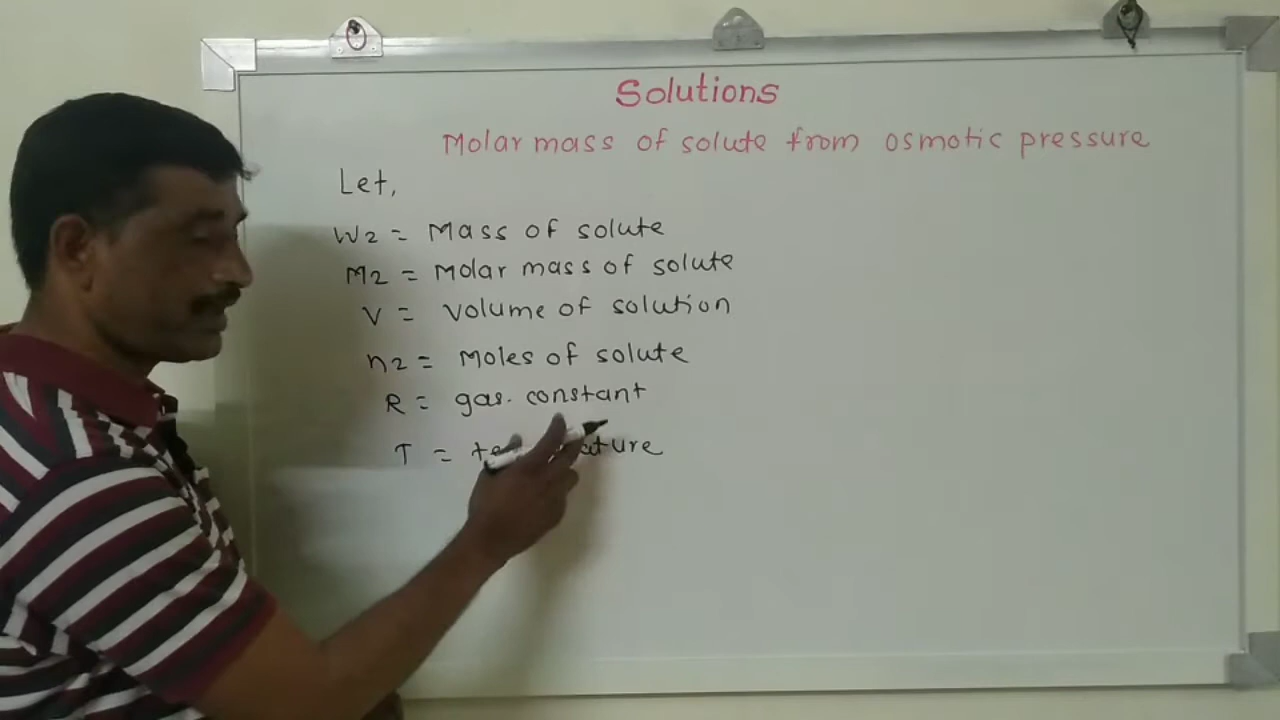 Solutions
Molar mass of solute from osmotic pressure
Let,
W2 = Mass of solute
M2 = Molar mass of solute
V = Volume of solution
n2 = Moles of solute
R = gas. constant
T =